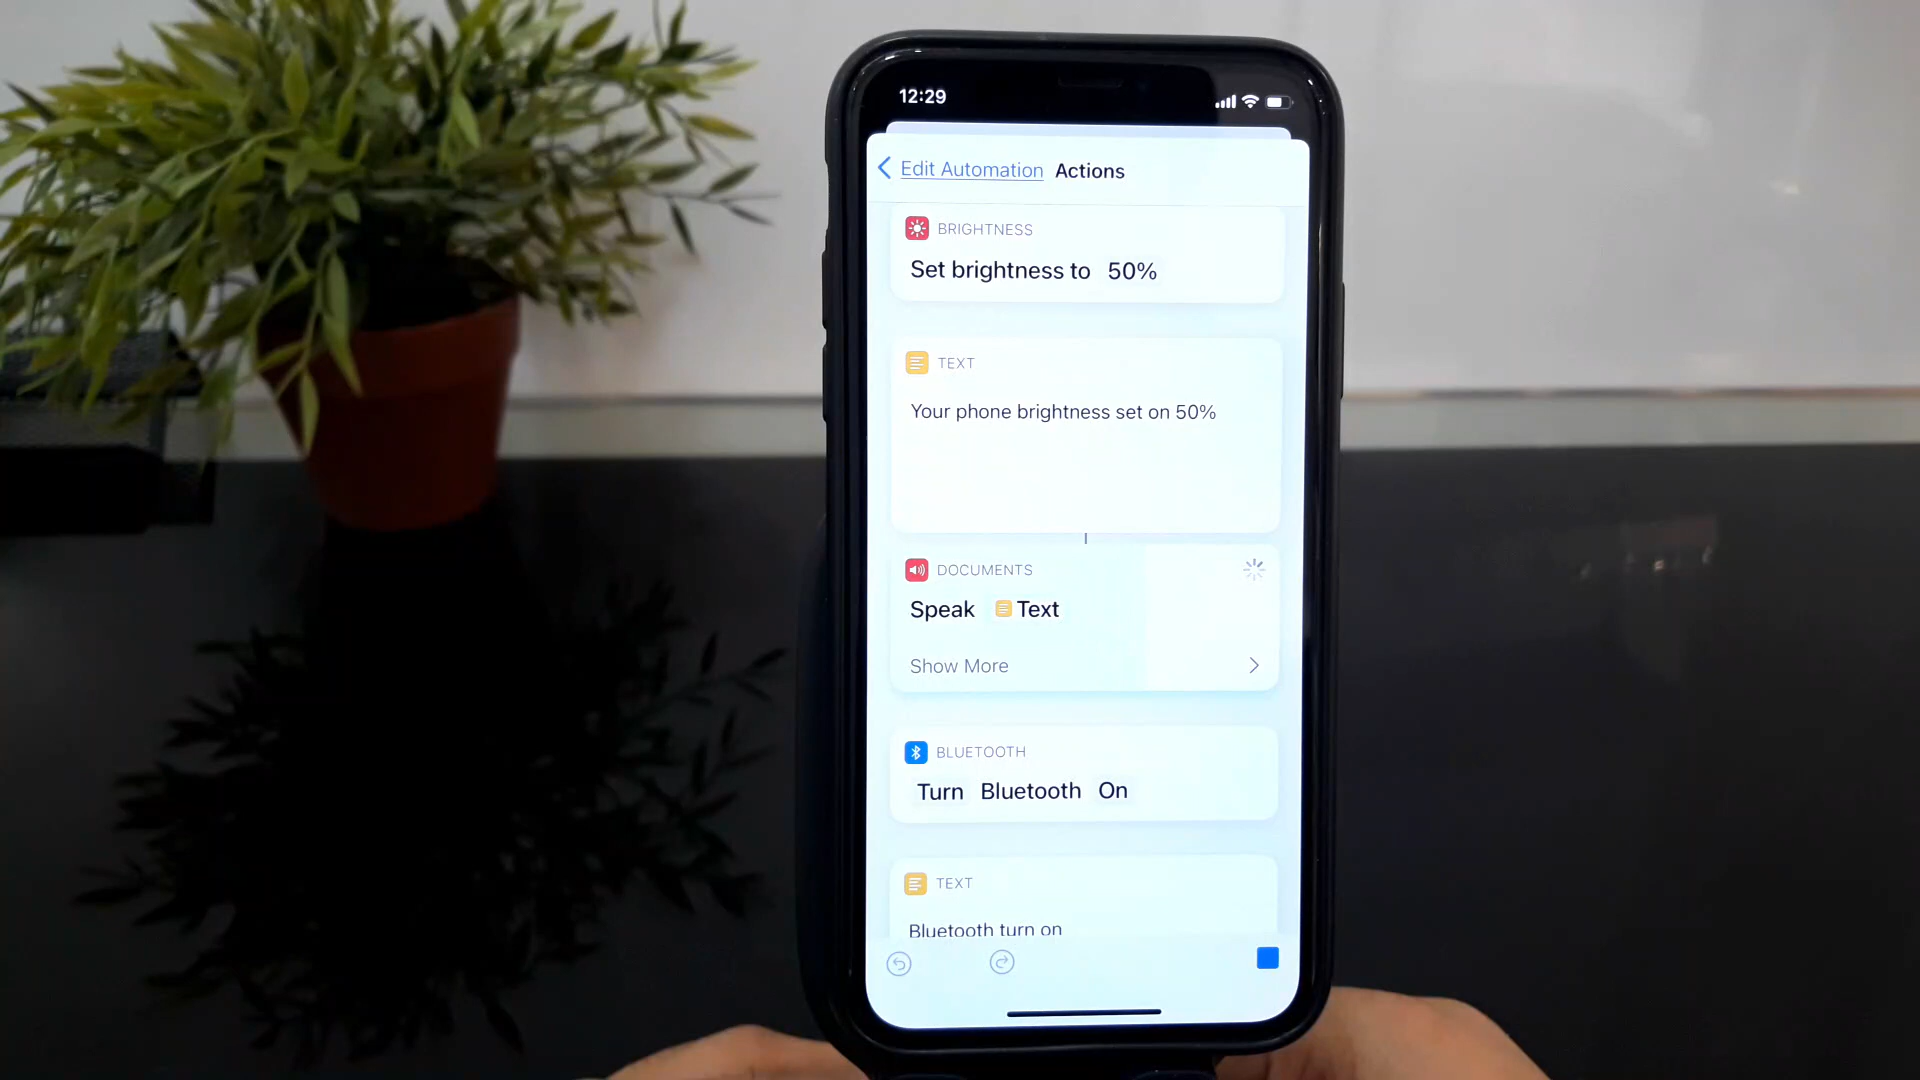 12:29
Edit Automation Actions
BRIGHTNESS
Set brightness to 50%
TEXT
Your phone brightness set on 50%
DOCUMENTS
Speak Text
Show More
BLUETOOTH
Turn Bluetooth On
TEXT
Bluetooth turn on